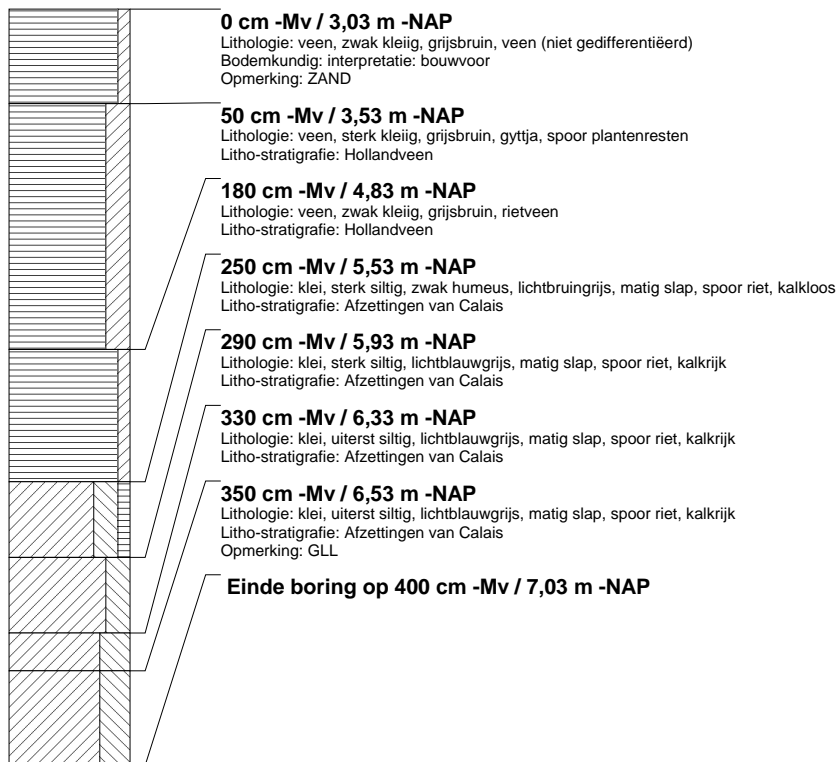 0 cm -Mv / 3,03 m -NAP
Lithologie: veen, zwak kleiig, grijsbruin, veen (niet gedifferentiëerd)
Bodemkundig: interpretatie: bouwvoor
Opmerking: ZAND
50 cm -Mv / 3,53 m -NAP
Lithologie: veen, sterk kleiig, grijsbruin, gyttja, spoor plantenresten
Litho-stratigrafie: Hollandveen
180 cm -Mv / 4,83 m -NAP
Lithologie: veen, zwak kleiig, grijsbruin, rietveen
Litho-stratigrafie: Hollandveen
250 cm -Mv / 5,53 m -NAP
Lithologie: klei, sterk siltig, zwak humeus, lichtbruingrijs, matig slap, spoor riet, kalkloos
Litho-stratigrafie: Afzettingen van Calais
290 cm -Mv / 5,93 m -NAP
Lithologie: klei, sterk siltig, lichtblauwgrijs, matig slap, spoor riet, kalkrijk
Litho-stratigrafie: Afzettingen van Calais
330 cm -Mv / 6,33 m -NAP
Lithologie: klei, uiterst siltig, lichtblauwgrijs, matig slap, spoor riet, kalkrijk
Litho-stratigrafie: Afzettingen van Calais
350 cm -Mv / 6,53 m -NAP
Lithologie: klei, uiterst siltig, lichtblauwgrijs, matig slap, spoor riet, kalkrijk
Litho-stratigrafie: Afzettingen van Calais
Opmerking: GLL
Einde boring op 400 cm -Mv / 7,03 m -NAP